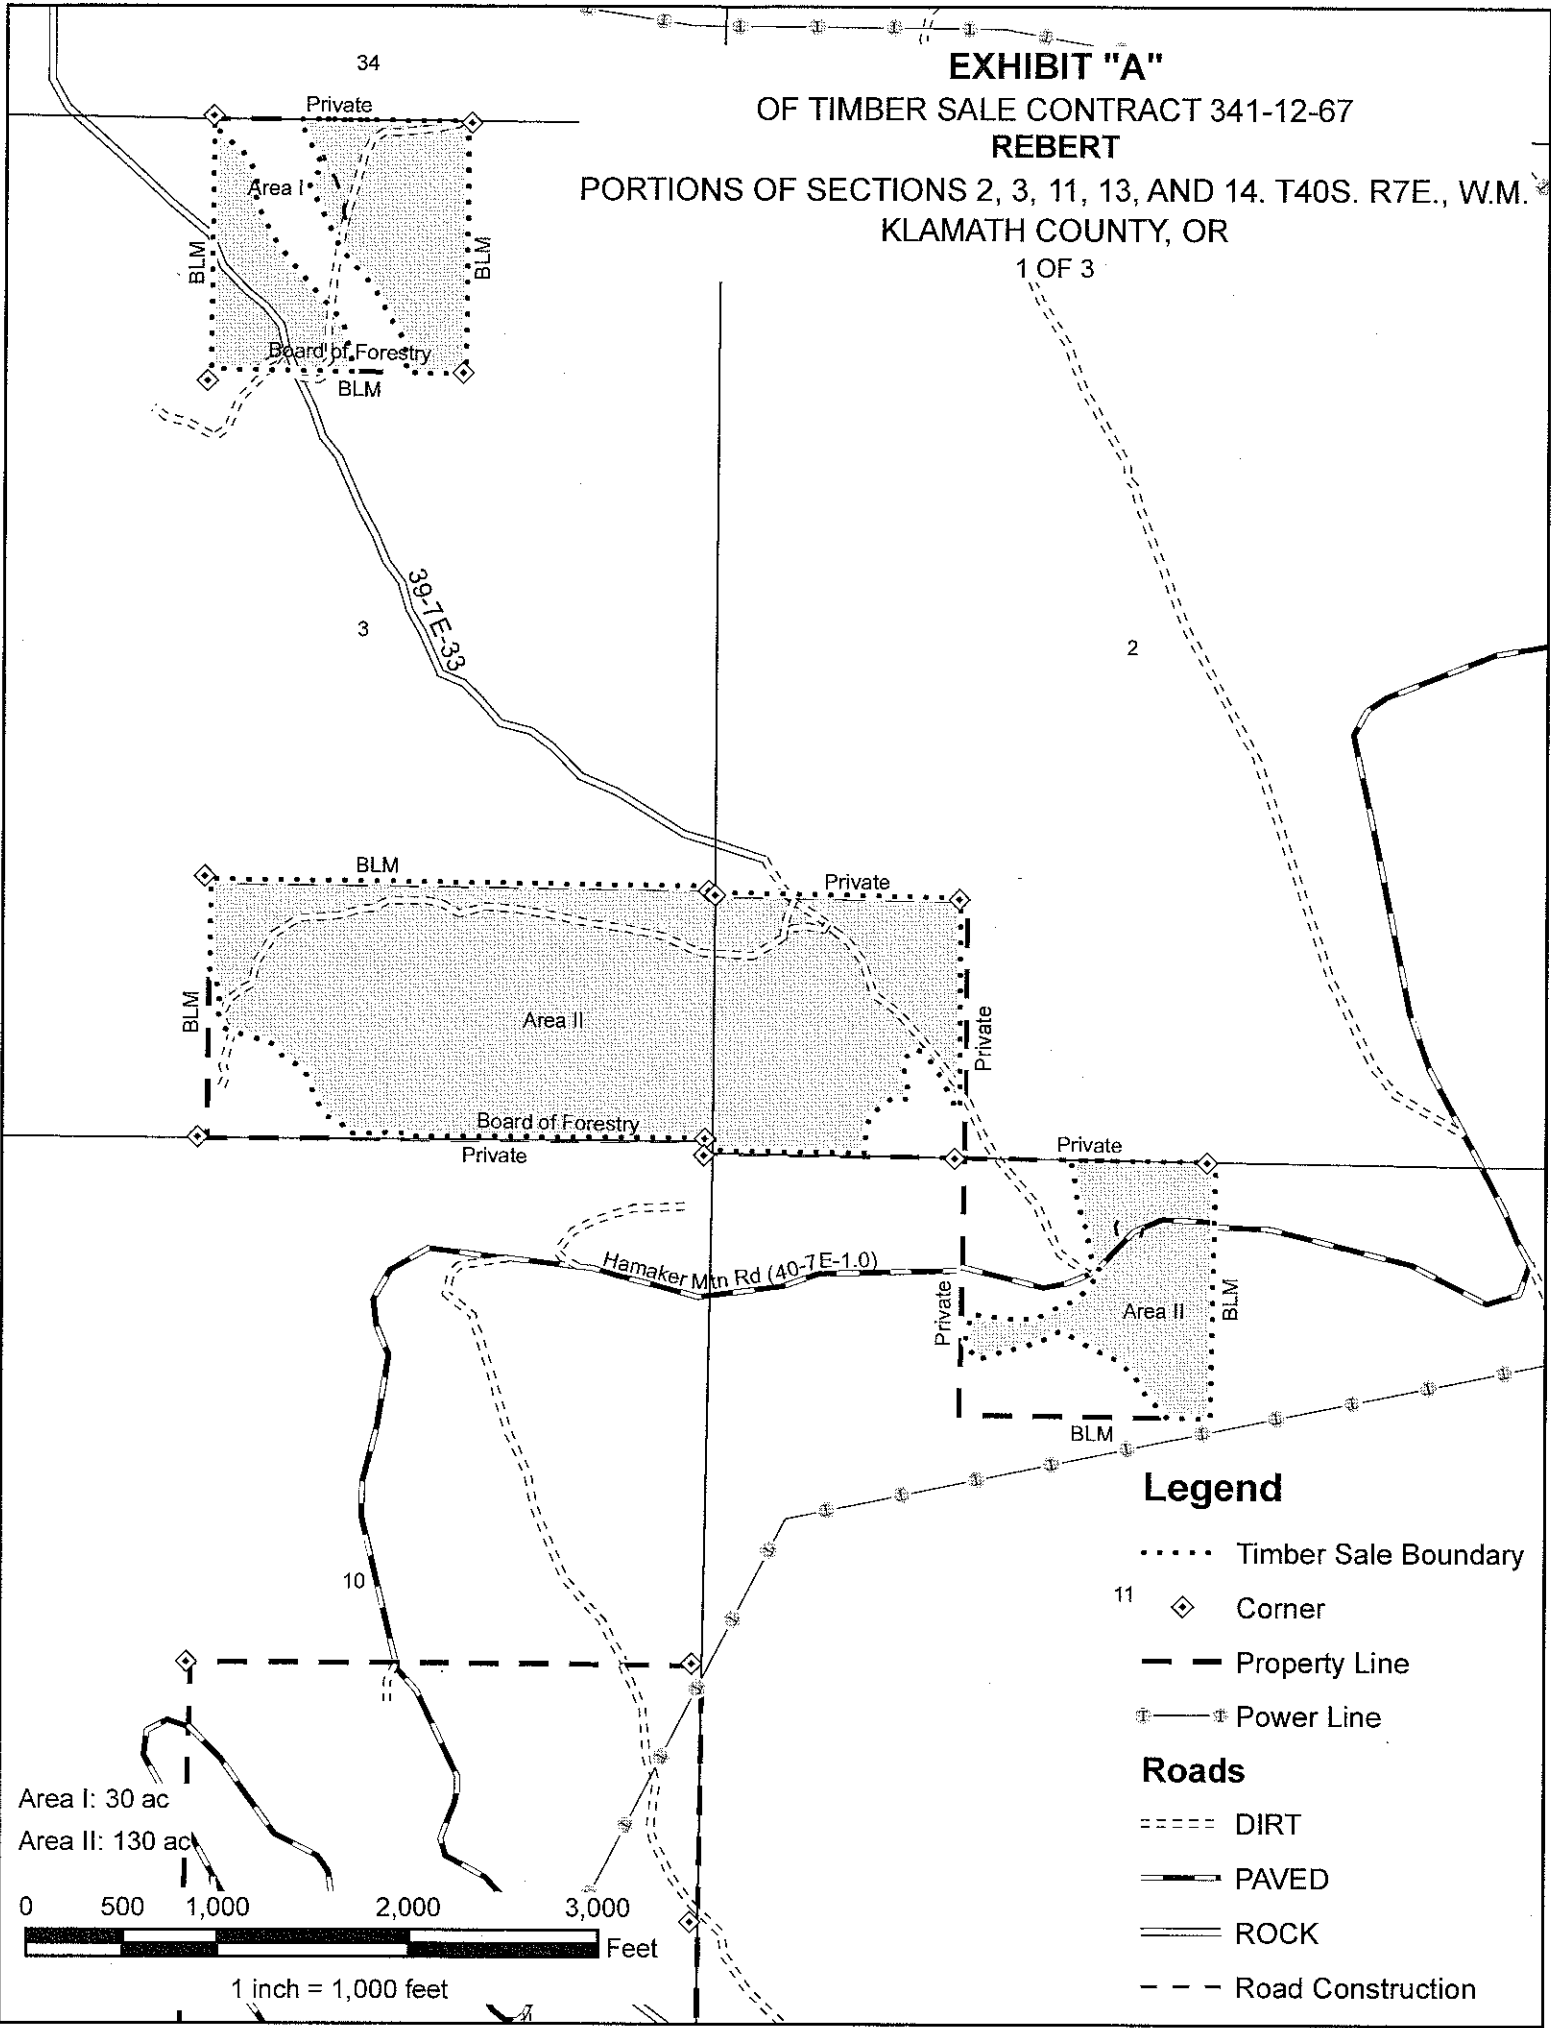 EXHIBIT "A"
OF TIMBER SALE CONTRACT 341-12-67
REBERT
PORTIONS OF SECTIONS 2, 3, 11, 13, AND 14. T40S. R7E., W.M.
KLAMATH COUNTY, OR
1 OF 3
34
Private
Area I
BLM
BLM
Board of Forestry
BLM
39-7E-33
3
2
BLM
Private
BLM
Area II
Private
Board of Forestry
Private
Private
Hamaker Mtn Rd (40-7E-1.0)
Private
Area II
BLM
BLM
10
11
Legend
Timber Sale Boundary
Corner
Property Line
Power Line
Roads
DIRT
PAVED
ROCK
Road Construction
Area I: 30 ac
Area II: 130 ac
0 500 1,000 2,000 3,000
Feet
1 inch = 1,000 feet